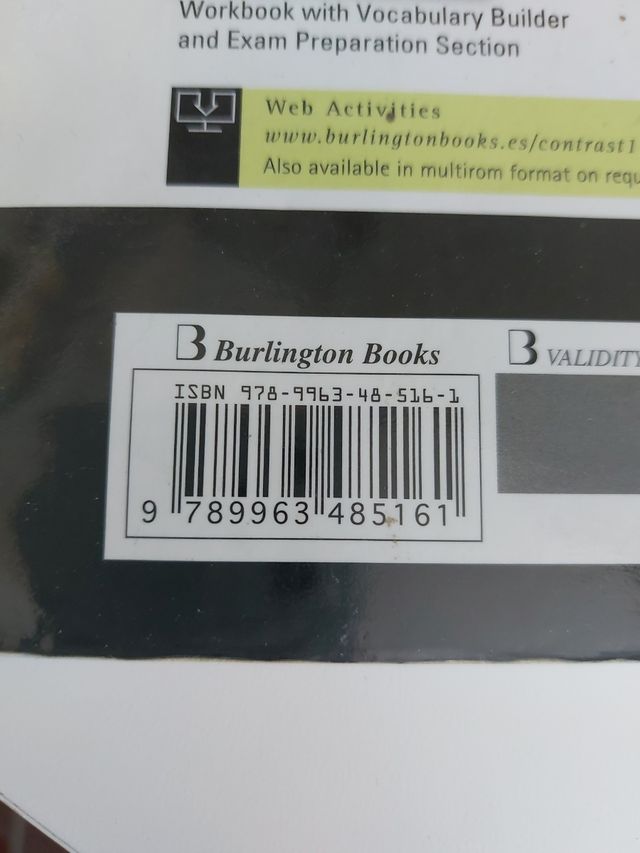 Workbook with Vocabulary Builder
and Exam Preparation Section
Web Activities
www.burlingtonbooks.es/contrast1
Also available in multirom format on requ
B Burlington Books
B VALIDITY
ISBN 978-9963-48-516-1
9 789963 485161